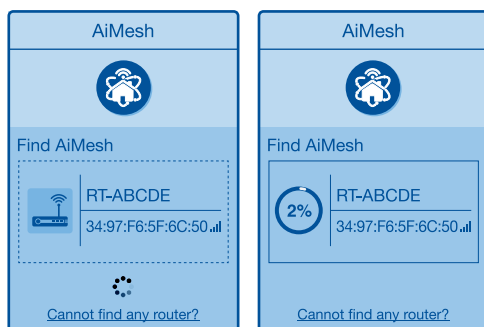 AiMesh
Find AiMesh
RT-ABCDE
34:97:F6:5F:6C:50
Cannot find any router?
AiMesh
Find AiMesh
2%
RT-ABCDE
34:97:F6:5F:6C:50
Cannot find any router?